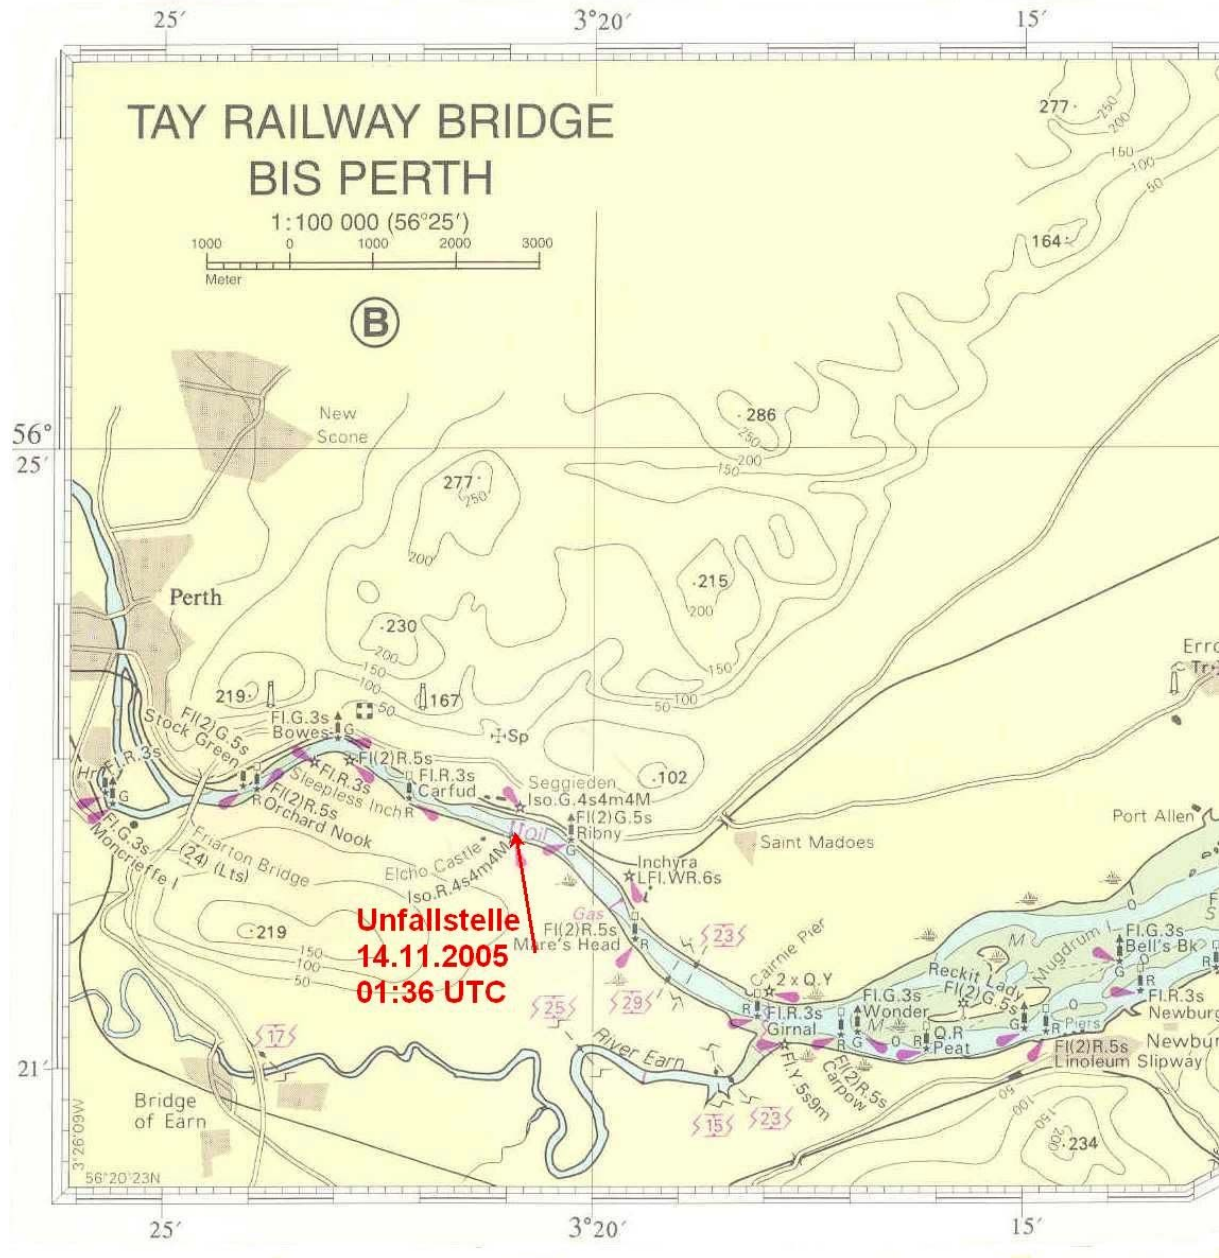 25′ 3°20′ 15′
TAY RAILWAY BRIDGE
BIS PERTH
1:100 000 (56°25′)
1000 0 1000 2000 3000
Meter
B
277
250
200
150
100
50
164
New
Scone
286
250
200
150
56°
25′
277
250
200
215
200
150
100
50
Perth
230
200
150
100
50
219
167
Sp
102
Fl(2)G.5s
Stock Green
Fl.G.3s
Bowes
G
Fl(2)R.5s
Fl.R.3s
Sleepless Inch
Fl.R.3s
Carfud
R
Hr
Fl.R.3s
G
Fl.G.3s
Moncrieffe I
R
Fl(2)R.5s
Orchard Nook
Friarton Bridge
(24) (Lts)
Seggieden
Iso.G.4s4m4M
Oil
Fl(2)G.5s
Ribny
G
Elcho Castle
Iso.R.4s4m4M
Inchyra
LFl.WR.6s
Saint Madoes
Port Allen
Erro
Tr
Gas
Fl(2)R.5s
Mare's Head
R
Unfallstelle
14.11.2005
01:36 UTC
219
150
100
50
23
29
25
17
15
23
Cairnie Pier
2 x Q.Y
R
Fl.R.3s
Girnal
Fl.Y.5s9m
Fl.G.3s
Wonder
M
G
R
Fl(2)R.5s
Carpow
O
R
Q.R
Peat
M
Reckit Lady
Fl(2)G.5s
G
Mugdrum I
O
R
Piers
Fl(2)R.5s
Linoleum Slipway
Fl.G.3s
Bell's Bk
G
O
R
Fl.R.3s
Newburg
Newbur
F
S
R
River Earn
Bridge
of Earn
21′
50
100
150
200
234
3°26′09W
56°20′23N
25′ 3°20′ 15′